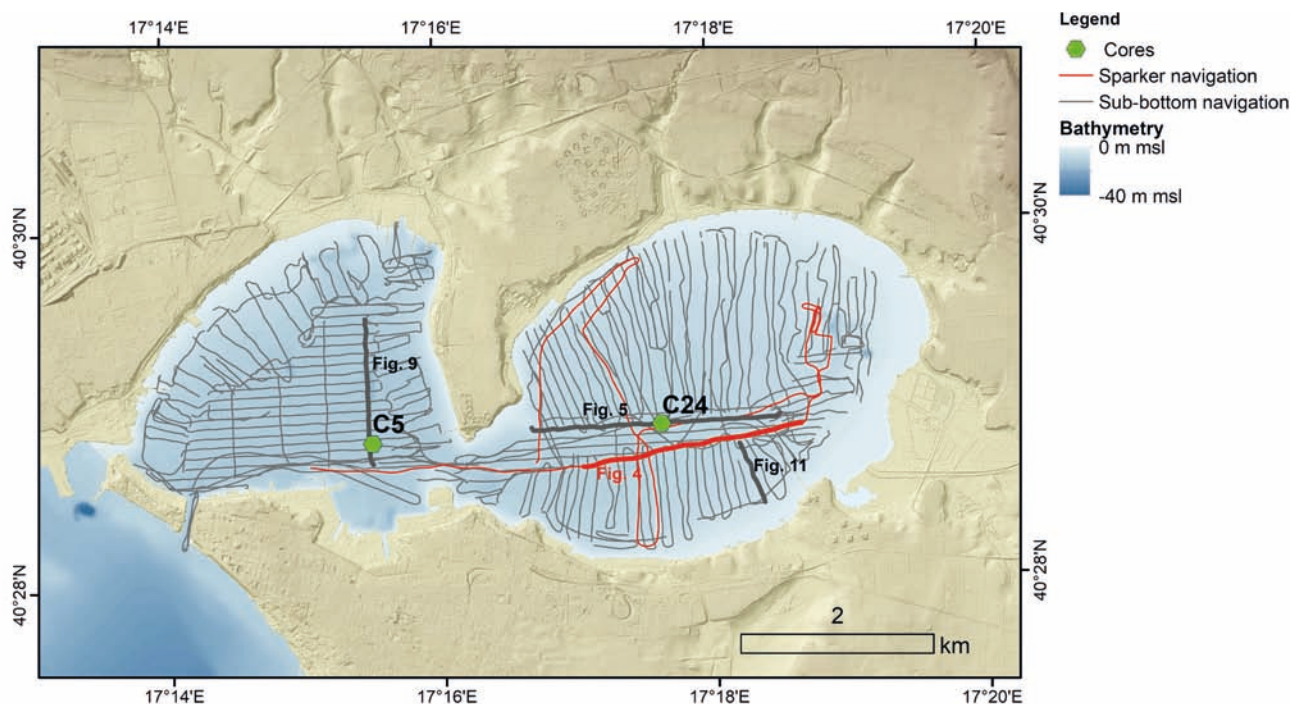 17°14'E 17°16'E 17°18'E 17°20'E
Legend
Cores
Sparker navigation
Sub-bottom navigation
Bathymetry
0 m msl
-40 m msl
40°30'N 40°30'N
Fig. 9
C5
Fig. 5
C24
Fig. 4
Fig. 11
40°28'N 40°28'N
2
km
17°14'E 17°16'E 17°18'E 17°20'E